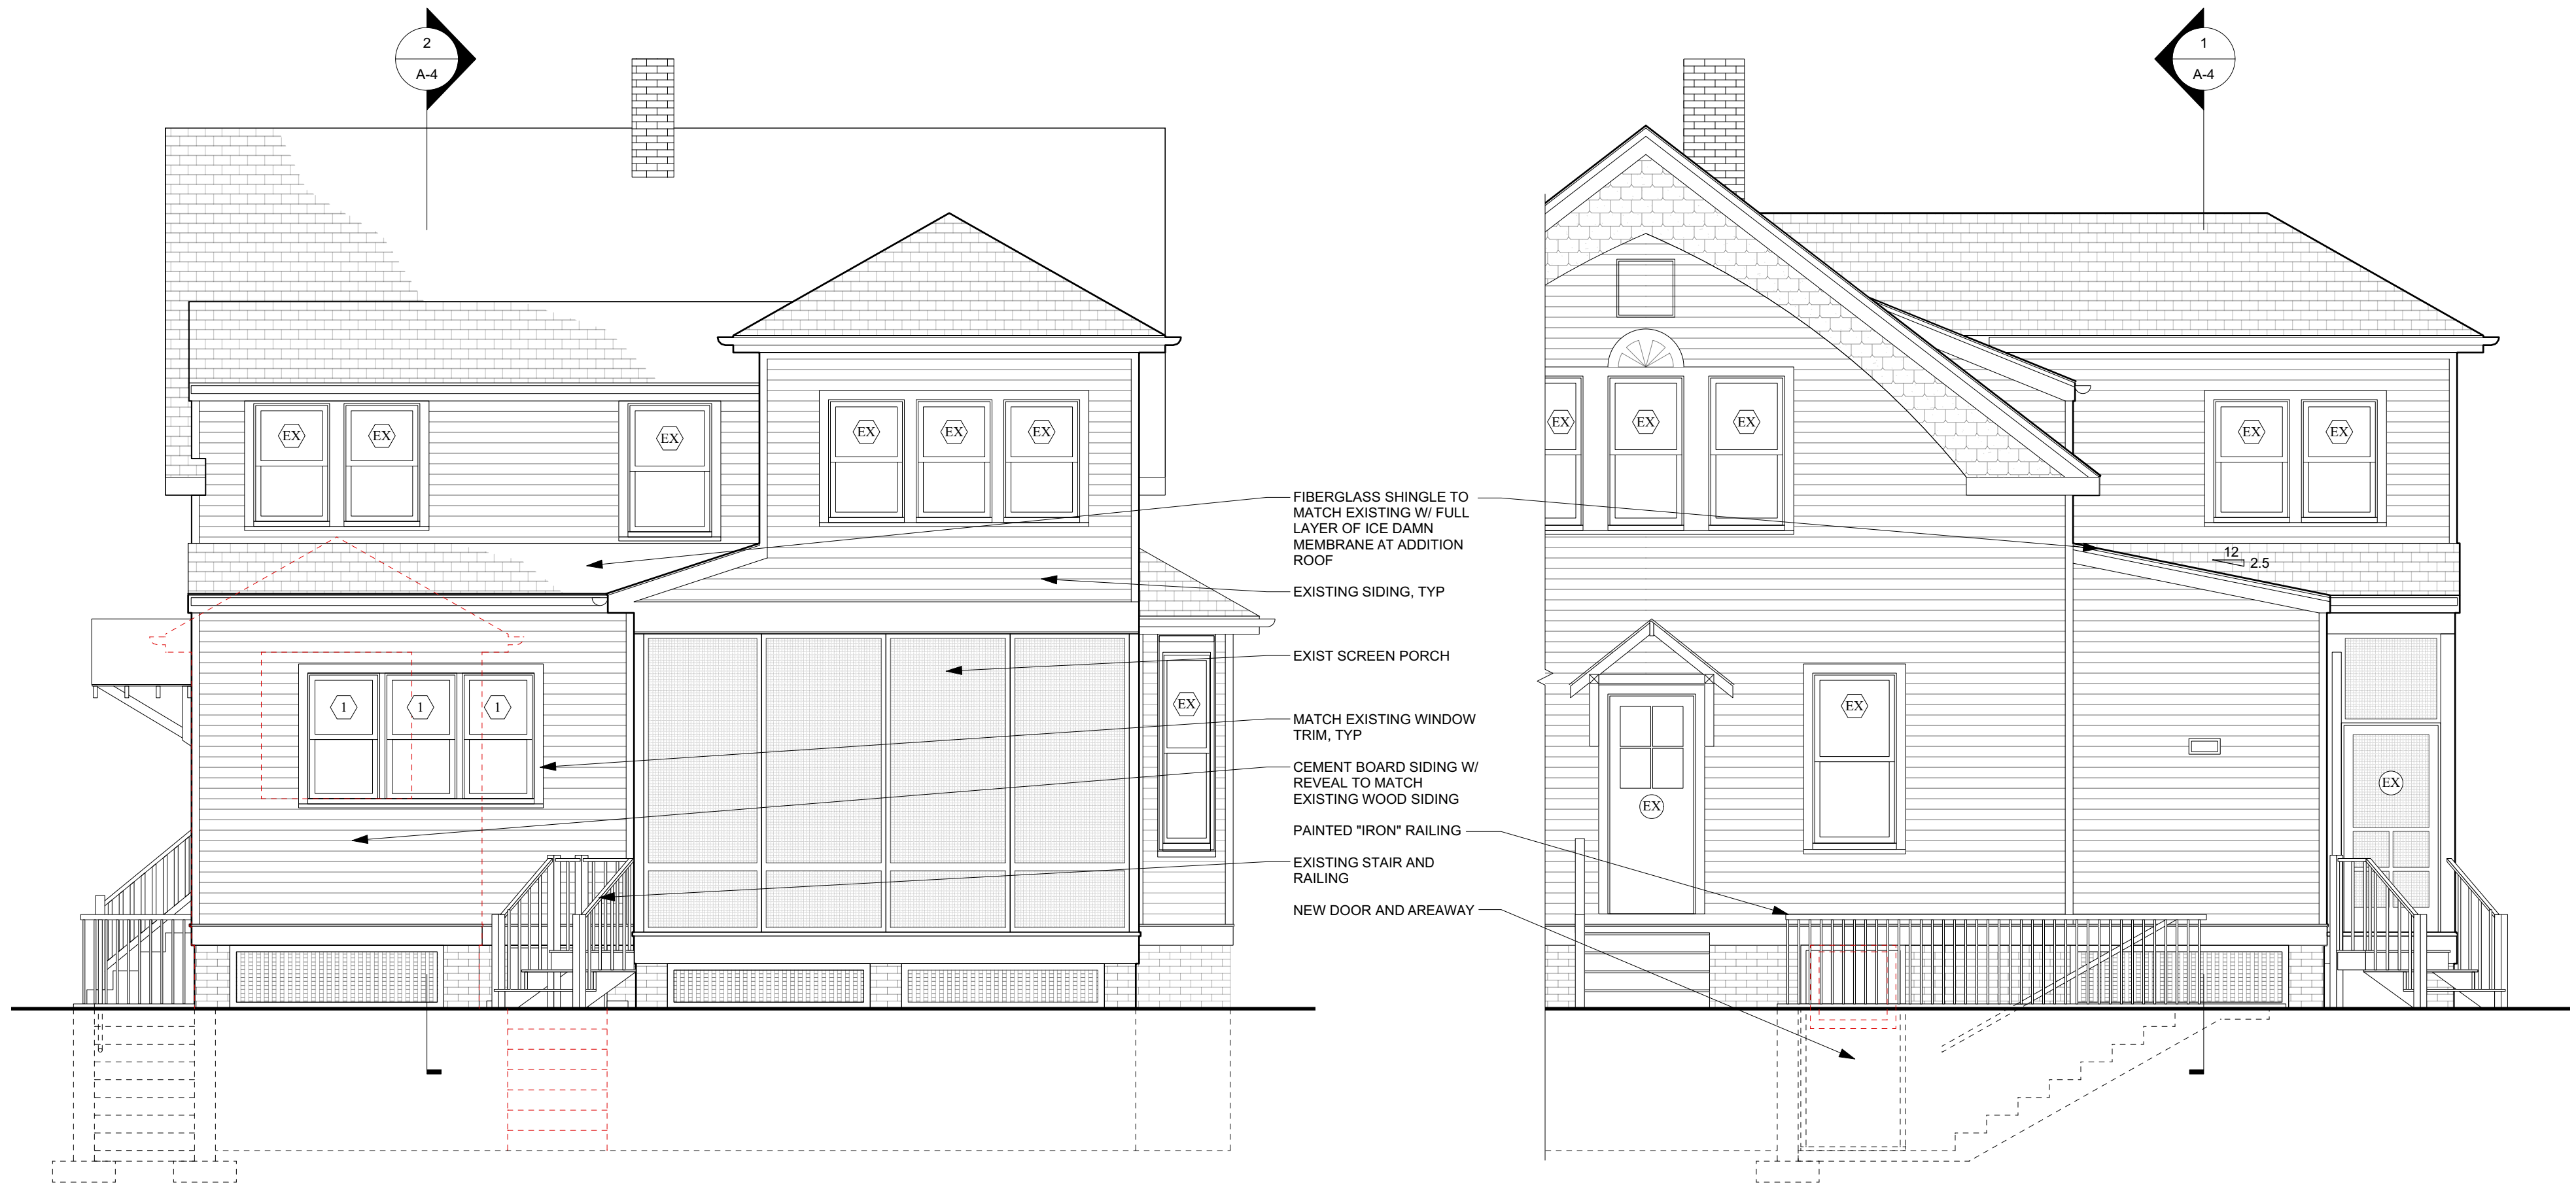 2
A-4
1
A-4
EX
EX
EX
EX
EX
EX
EX
EX
EX
EX
EX
FIBERGLASS SHINGLE TO
MATCH EXISTING W/ FULL
LAYER OF ICE DAMN
MEMBRANE AT ADDITION
ROOF
12
2.5
EXISTING SIDING, TYP
EXIST SCREEN PORCH
1
1
1
EX
EX
MATCH EXISTING WINDOW
TRIM, TYP
CEMENT BOARD SIDING W/
REVEAL TO MATCH
EXISTING WOOD SIDING
EX
EX
PAINTED "IRON" RAILING
EXISTING STAIR AND
RAILING
NEW DOOR AND AREAWAY